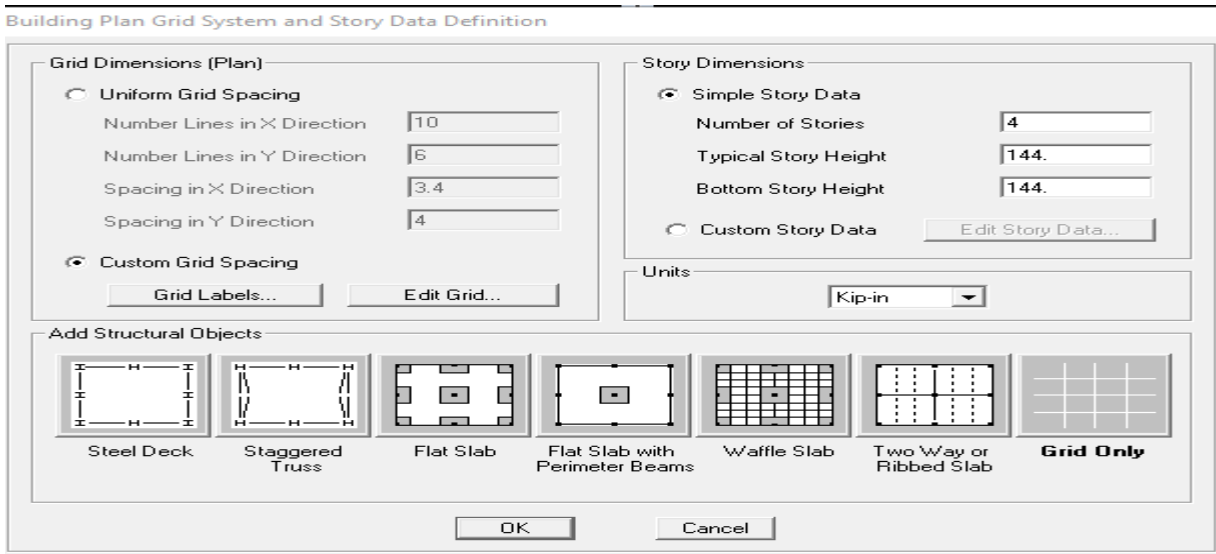 Building Plan Grid System and Story Data Definition
Grid Dimensions (Plan)
Uniform Grid Spacing
Number Lines in X Direction 10
Number Lines in Y Direction 6
Spacing in X Direction 3.4
Spacing in Y Direction 4
Custom Grid Spacing
Grid Labels... Edit Grid...
Story Dimensions
Simple Story Data
Number of Stories 4
Typical Story Height 144.
Bottom Story Height 144.
Custom Story Data Edit Story Data...
Units
Kip-in
Add Structural Objects
Steel Deck
Staggered
Truss
Flat Slab
Flat Slab with
Perimeter Beams
Waffle Slab
Two Way or
Ribbed Slab
Grid Only
OK Cancel